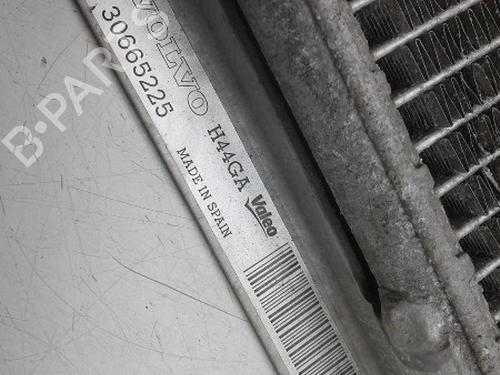 VOLVO
30665225
H44GA Valeo
MADE IN SPAIN
B-PARTS